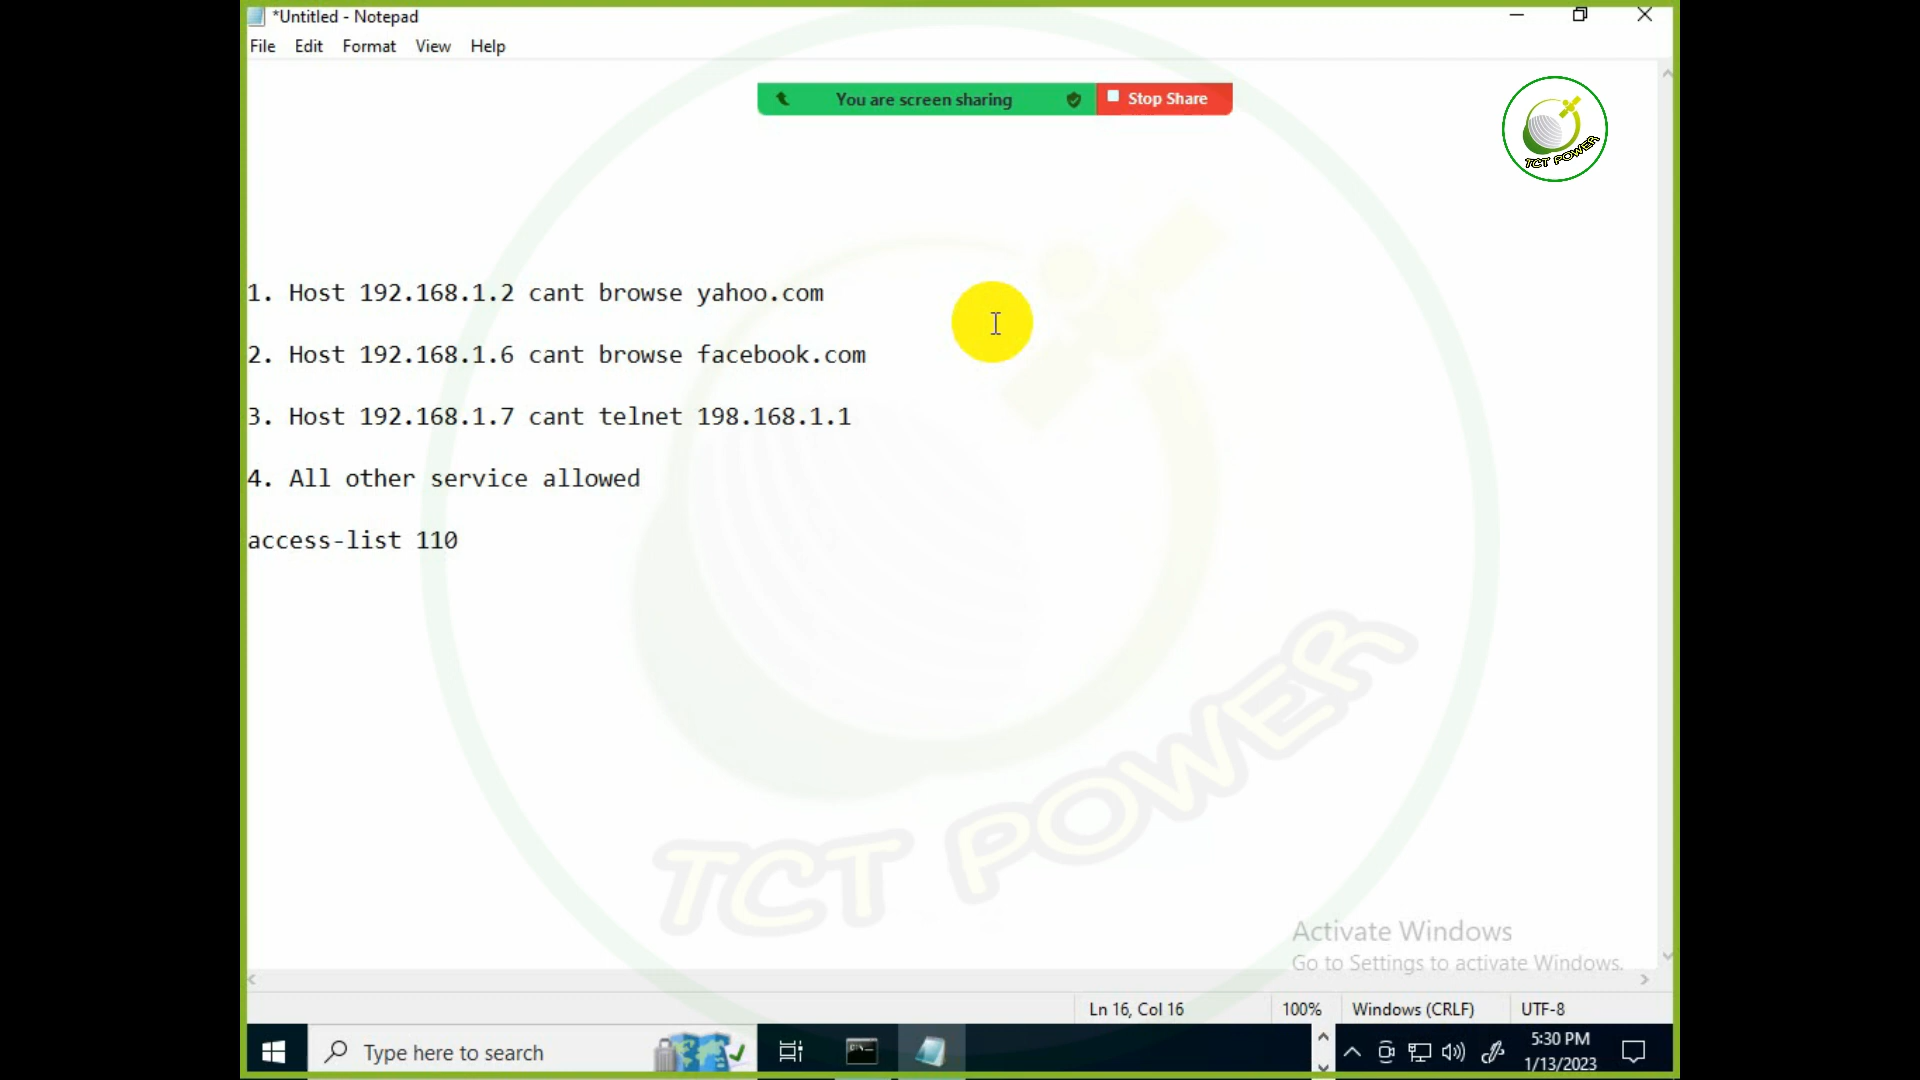 *Untitled - Notepad
File Edit Format View Help
You are screen sharing Stop Share
TCT POWER
1. Host 192.168.1.2 cant browse yahoo.com
2. Host 192.168.1.6 cant browse facebook.com
3. Host 192.168.1.7 cant telnet 198.168.1.1
4. All other service allowed
access-list 110
TCT POWER
Activate Windows
Go to Settings to activate Windows.
Ln 16, Col 16 100% Windows (CRLF) UTF-8
Type here to search
5:30 PM
1/13/2023